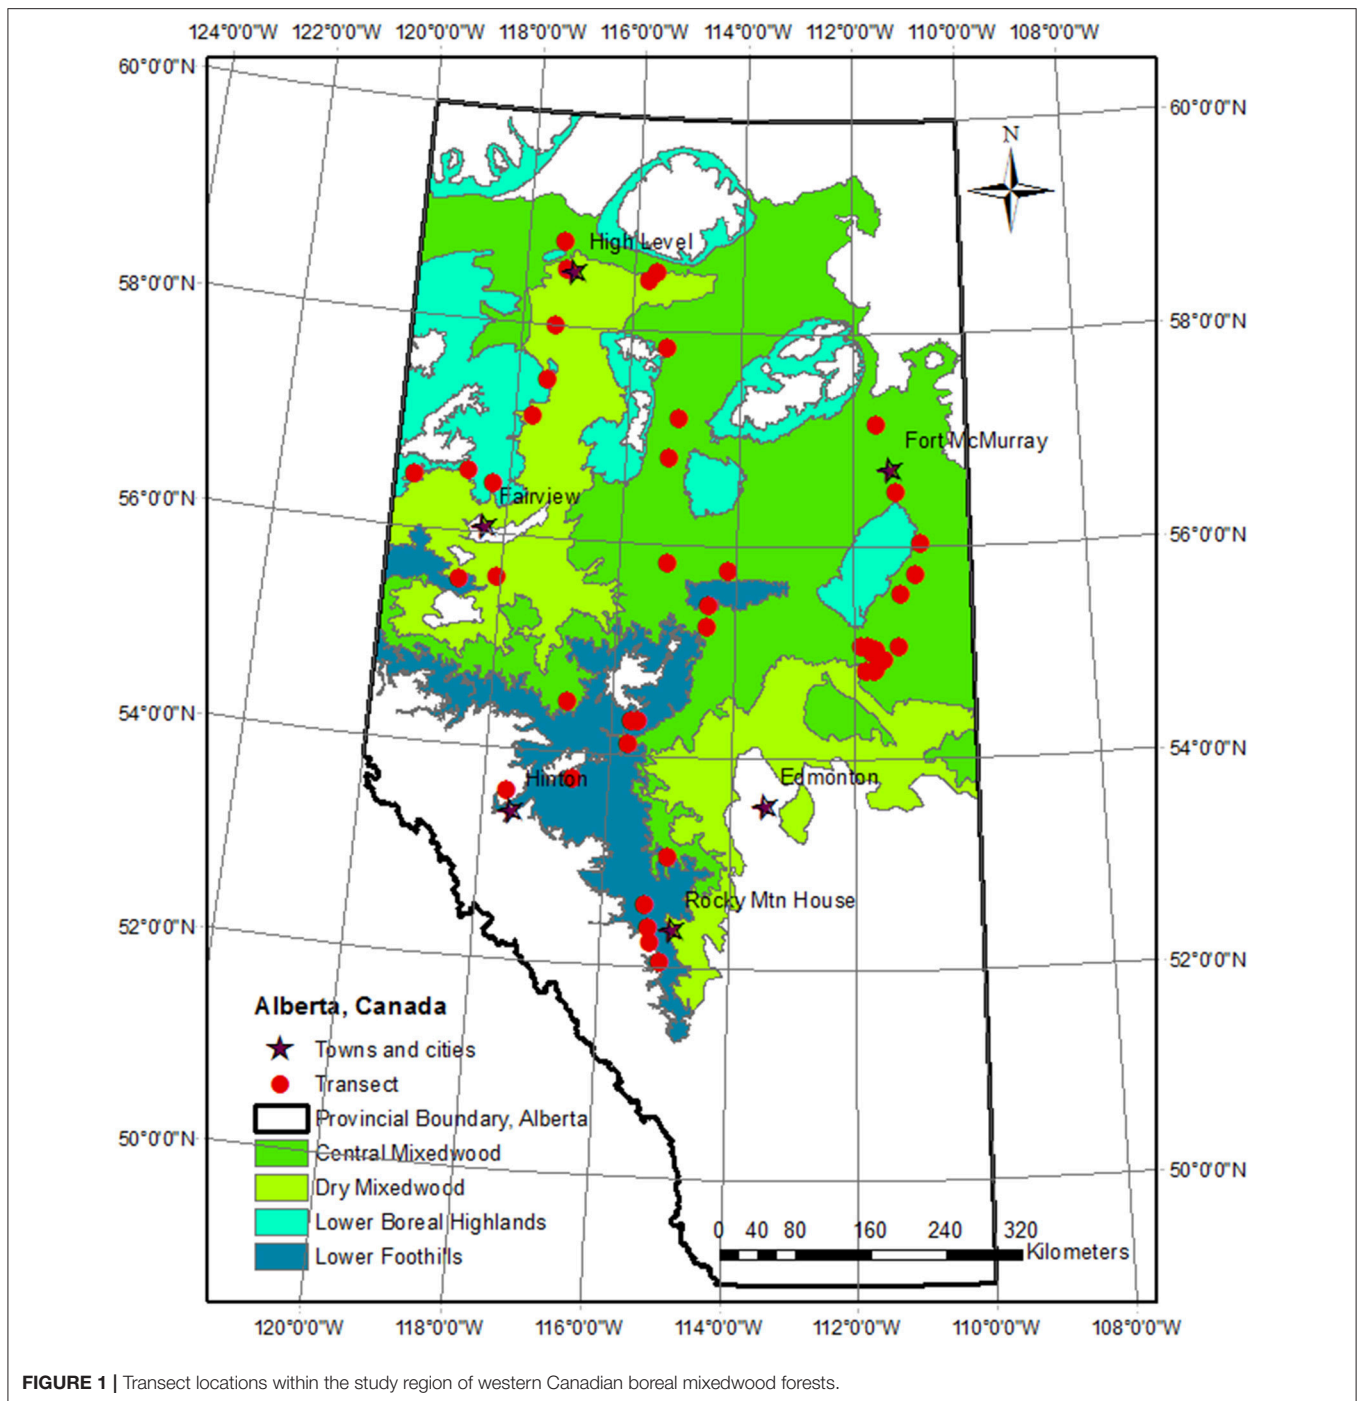 124°0'0"W 122°0'0"W 120°0'0"W 118°0'0"W 116°0'0"W 114°0'0"W 112°0'0"W 110°0'0"W 108°0'0"W
60°0'0"N
60°0'0"N
N
High Level
58°0'0"N
58°0'0"N
Fort McMurray
Fairview
56°0'0"N
56°0'0"N
54°0'0"N
54°0'0"N
Hinton
Edmonton
Rocky Mtn House
52°0'0"N
52°0'0"N
Alberta, Canada
Towns and cities
Transect
Provincial Boundary, Alberta
Central Mixedwood
Dry Mixedwood
Lower Boreal Highlands
Lower Foothills
50°0'0"N
50°0'0"N
0 40 80 160 240 320
Kilometers
120°0'0"W 118°0'0"W 116°0'0"W 114°0'0"W 112°0'0"W 110°0'0"W 108°0'0"W
FIGURE 1 | Transect locations within the study region of western Canadian boreal mixedwood forests.